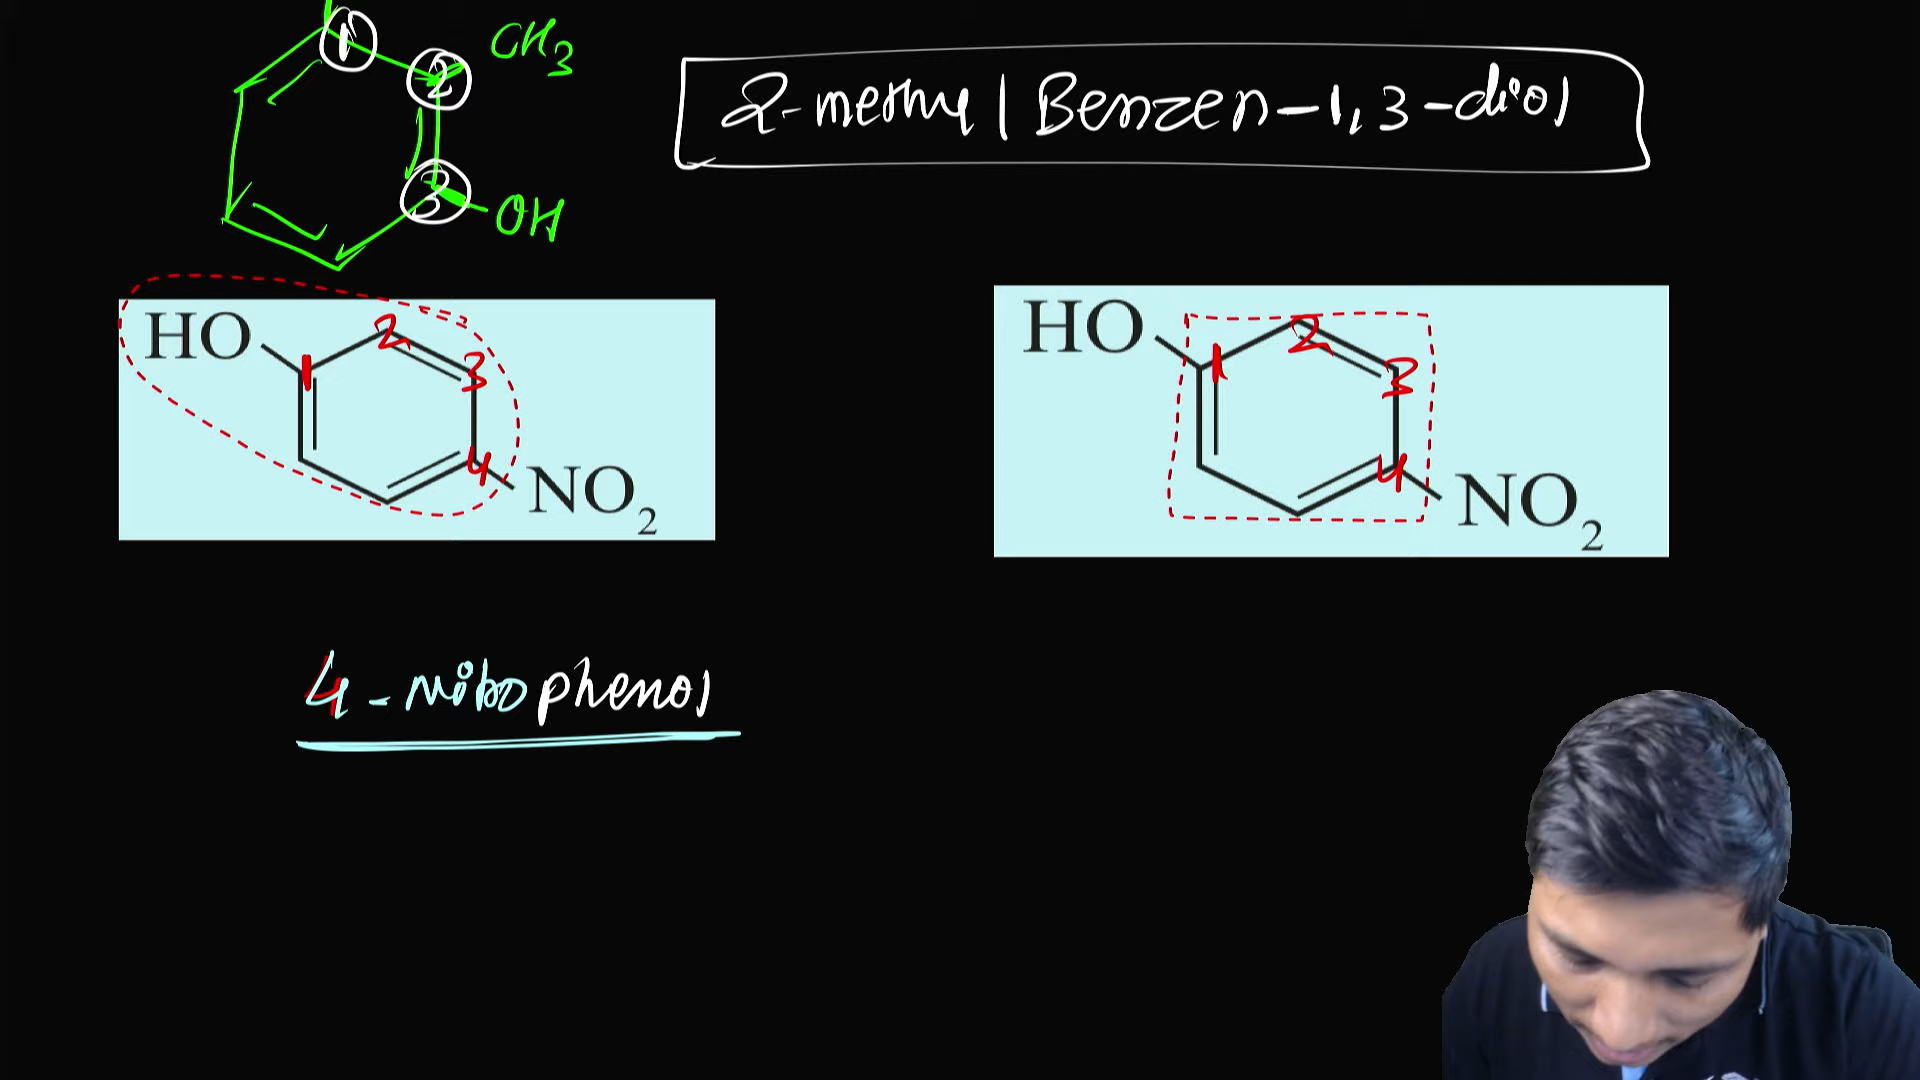 1
2
CH3
3
OH
2-methyl Benzen-1,3-diol
HO
1
2
3
4
NO2
HO
1
2
3
4
NO2
4-nitrophenol